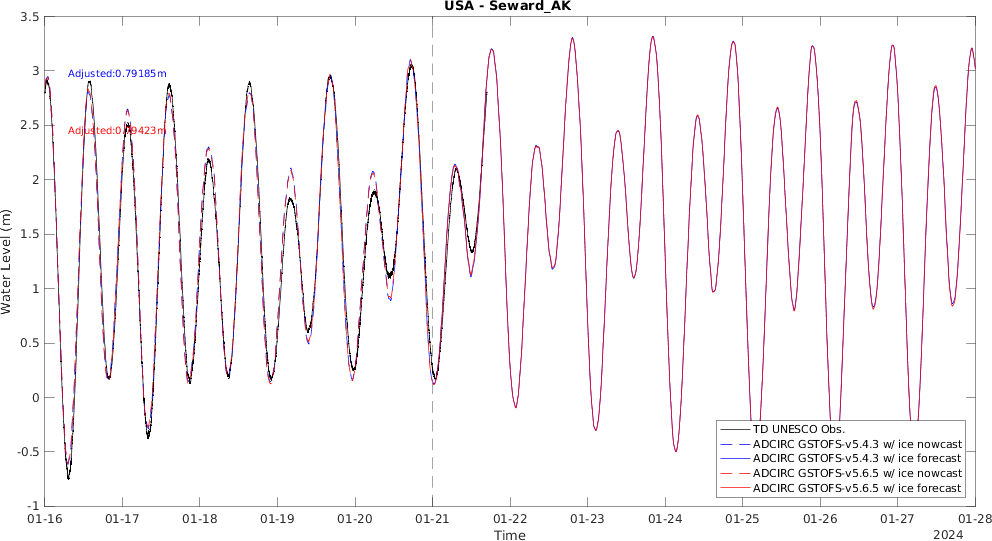 USA - Seward_AK
3.5
3
2.5
2
1.5
1
0.5
0
-0.5
-1
Water Level (m)
Adjusted:0.79185m
TD UNESCO Obs.
ADCIRC GSTOFS-v5.4.3 w/ ice nowcast
ADCIRC GSTOFS-v5.4.3 w/ ice forecast
ADCIRC GSTOFS-v5.6.5 w/ ice nowcast
ADCIRC GSTOFS-v5.6.5 w/ ice forecast
01-16 01-17 01-18 01-19 01-20 01-21 01-22 01-23 01-24 01-25 01-26 01-27 01-28
Time
2024